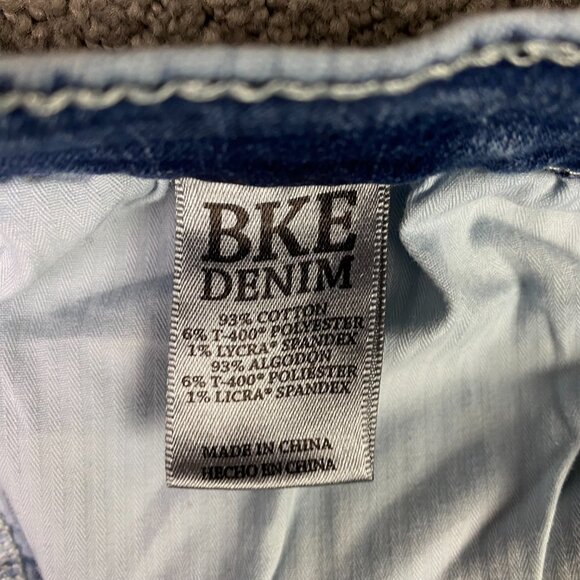 BKE
DENIM
93% COTTON
6% T-400® POLYESTER
1% LYCRA® SPANDEX
93% ALGODON
6% T-400® POLIESTER
1% LICRA® SPANDEX
MADE IN CHINA
HECHO EN CHINA